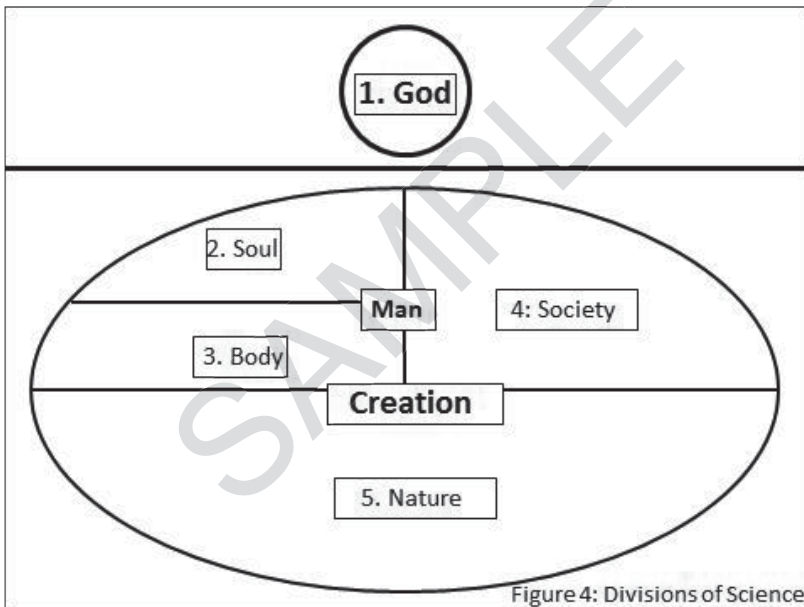 1. God
2. Soul
Man
4: Society
3. Body
Creation
5. Nature
Figure 4: Divisions of Science
SAMPLE